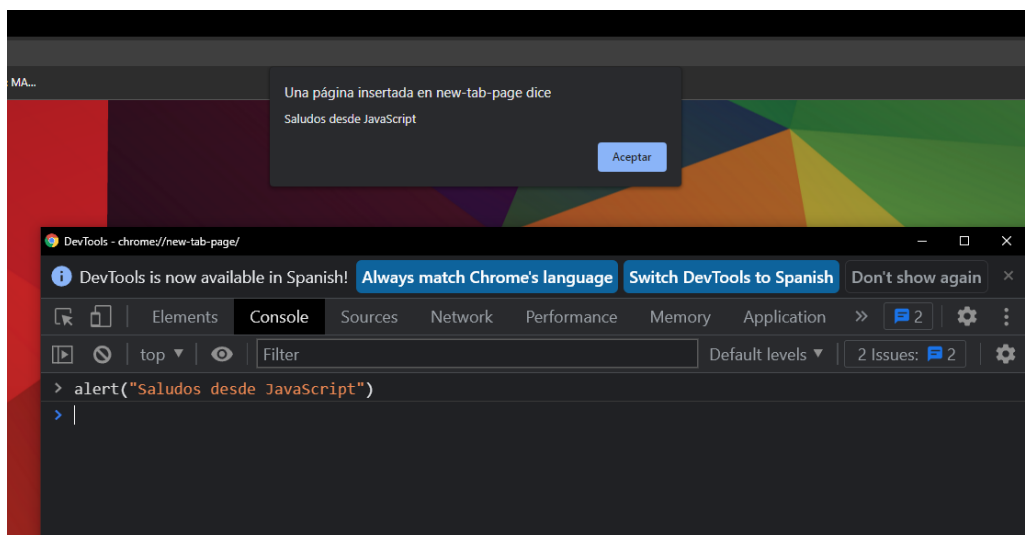 : MA...
Una página insertada en new-tab-page dice
Saludos desde JavaScript
Aceptar
DevTools - chrome://new-tab-page/
DevTools is now available in Spanish! Always match Chrome's language Switch DevTools to Spanish Don't show again
Elements Console Sources Network Performance Memory Application » 2
top ▼ Filter Default levels ▼ 2 Issues: 2
> alert("Saludos desde JavaScript")
>